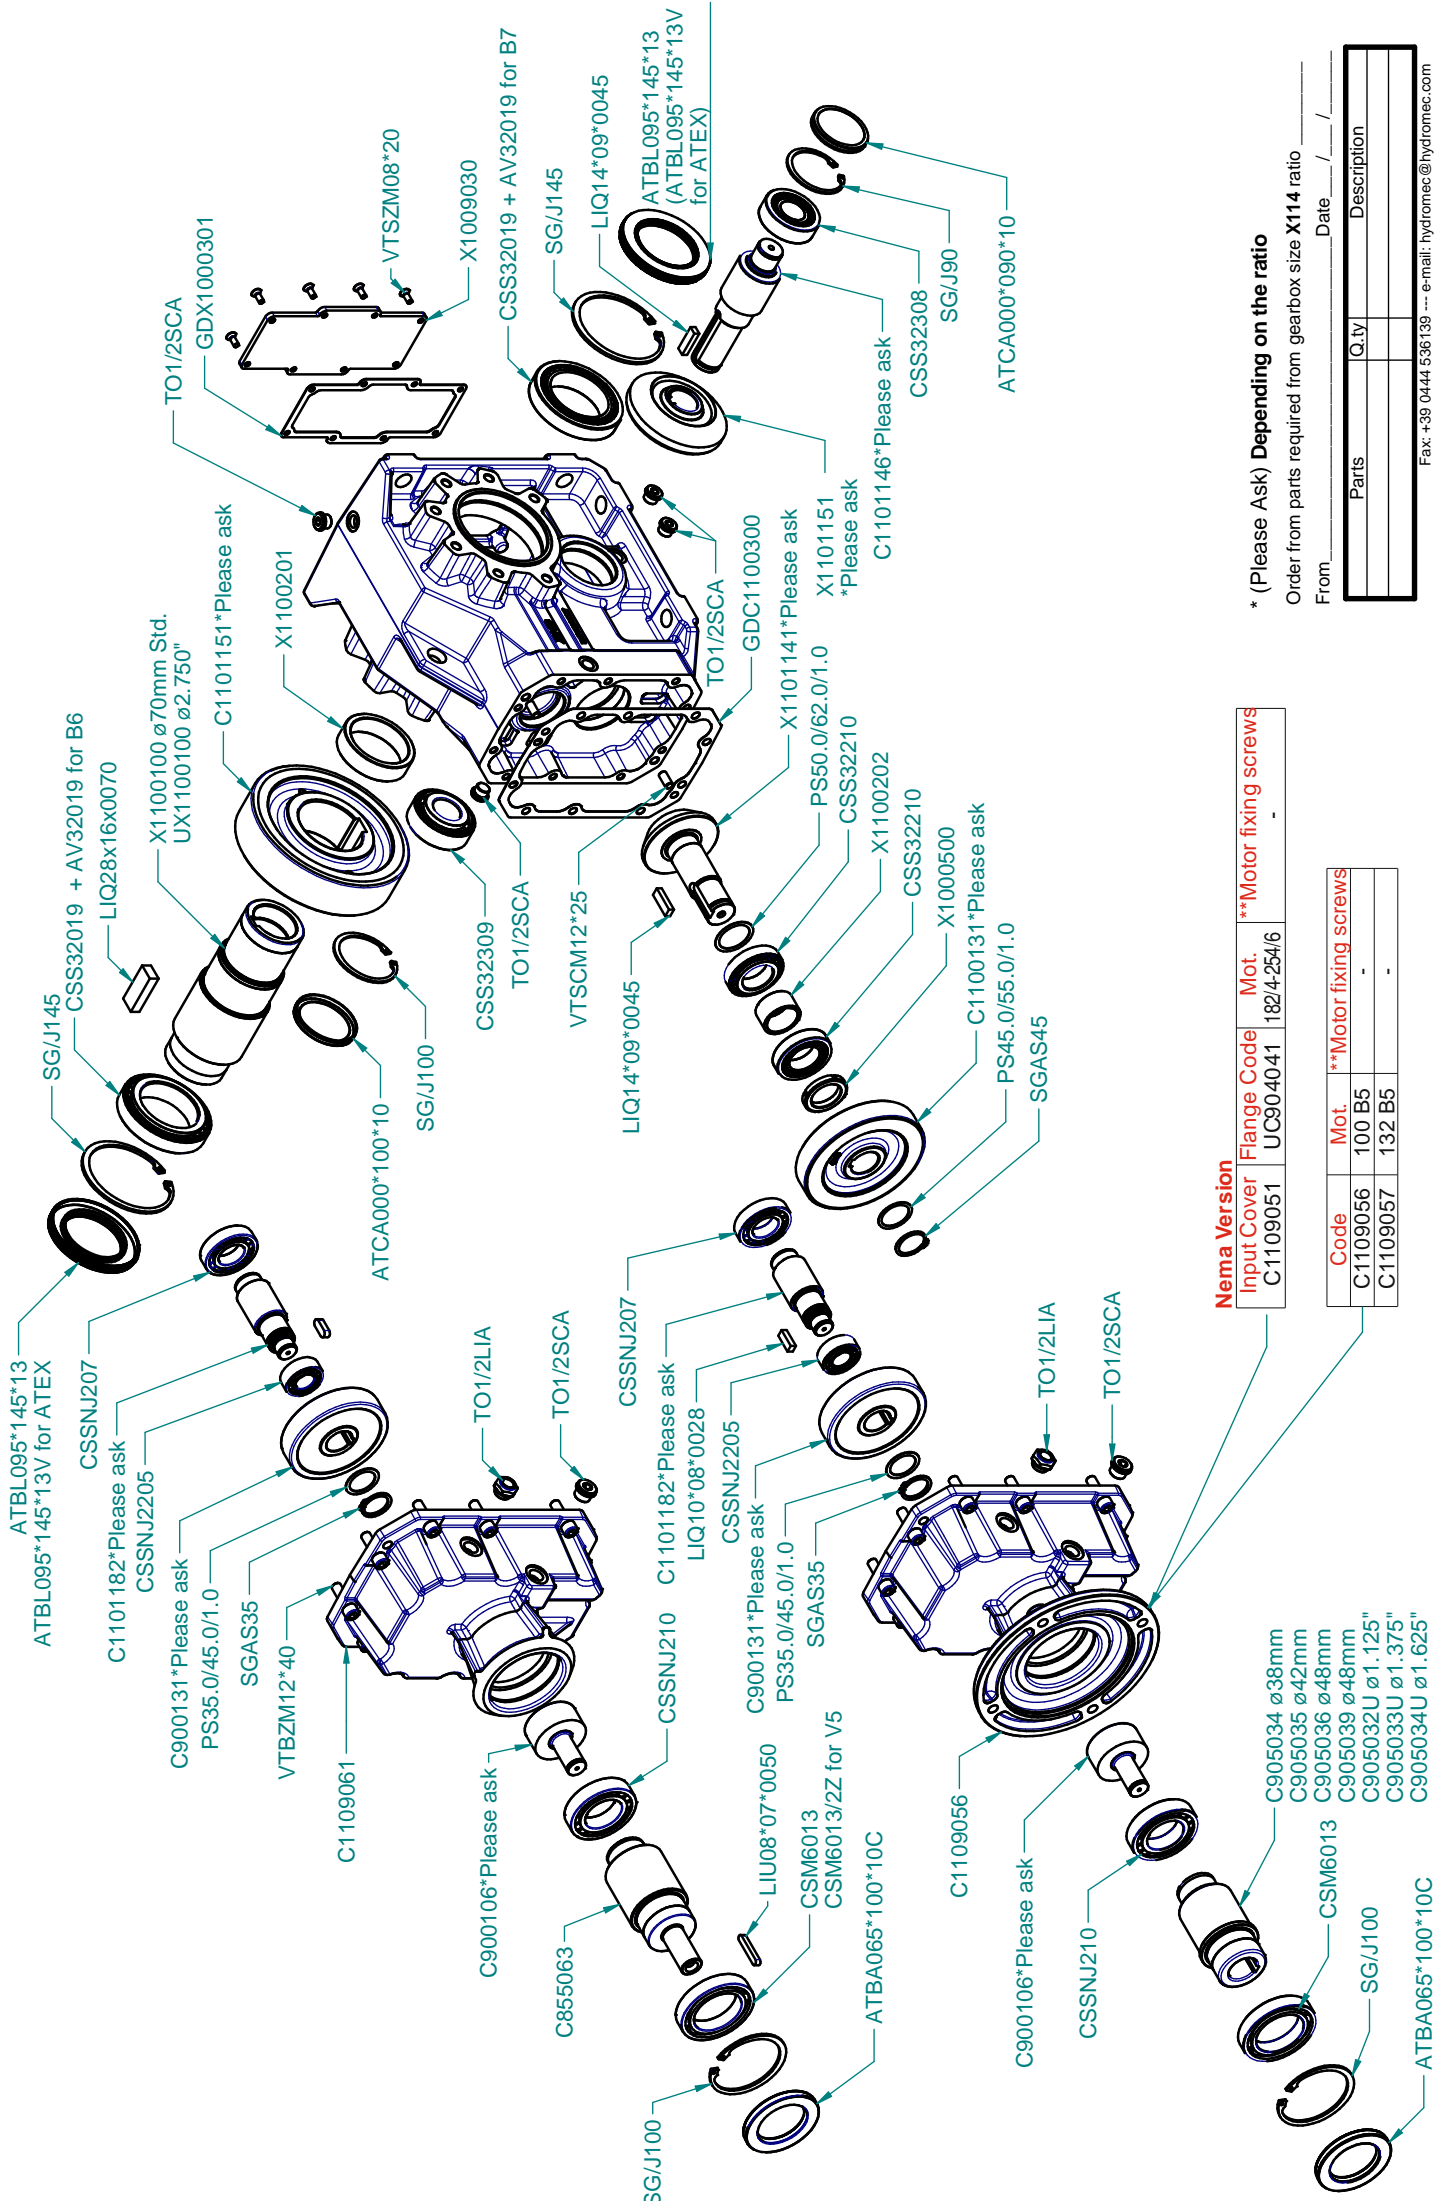 ATBL095*145*13
ATBL095*145*13V for ATEX
SG/J145
CSS32019 + AV32019 for B6
LIQ28x16x0070
X1100100 ø70mm Std.
UX1100100 ø2.750"
C1101151*Please ask
X1100201
TO1/2SCA
GDX1000301
VTSZM08*20
X1009030
CSS32019 + AV32019 for B7
SG/J145
LIQ14*09*0045
ATBL095*145*13
(ATBL095*145*13V
for ATEX)
CSSNJ207
C1101182*Please ask
CSSNJ2205
C900131*Please ask
PS35.0/45.0/1.0
SGAS35
VTBZM12*40
C1109061
ATCA000*100*10
SG/J100
CSS32309
TO1/2SCA
VTSCM12*25
LIQ14*09*0045
TO1/2SCA
GDC1100300
X1101141*Please ask
X1101151
*Please ask
C1101146*Please ask
CSS32308
SG/J90
ATCA000*090*10
PS50.0/62.0/1.0
CSS32210
X1100202
CSS32210
X1000500
C1100131*Please ask
PS45.0/55.0/1.0
SGAS45
TO1/2LIA
TO1/2SCA
CSSNJ207
C1101182*Please ask
LIQ10*08*0028
CSSNJ2205
C900131*Please ask
PS35.0/45.0/1.0
SGAS35
TO1/2LIA
TO1/2SCA
C900106*Please ask
CSSNJ210
C855063
LIU08*07*0050
CSM6013
CSM6013/2Z for V5
ATBA065*100*10C
SG/J100
C1109056
C900106*Please ask
CSSNJ210
C905034 ø38mm
C905035 ø42mm
C905036 ø48mm
C905039 ø48mm
C905032U ø1.125"
C905033U ø1.375"
C905034U ø1.625"
CSM6013
SG/J100
ATBA065*100*10C
Nema Version
Input Cover Flange Code Mot. **Motor fixing screws
C1109051 UC904041 182/4-254/6 -
Code Mot. **Motor fixing screws
C1109056 100 B5 -
C1109057 132 B5 -
* (Please Ask) Depending on the ratio
Order from parts required from gearbox size X114 ratio ______
From____________________ Date ___/___/______
Parts Q.ty Description
Fax: +39 0444 536139 --- e-mail: hydromec@hydromec.com